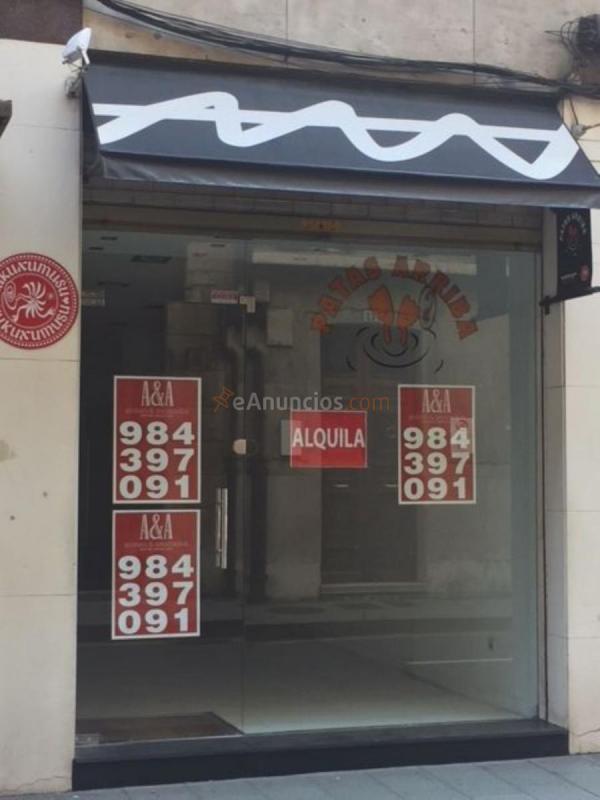 PATAS ARRIBA
KUKUXUMUSU
KUKUXUMUSU
A&A
984
397
091
eAnuncios.com
ALQUILA
A&A
984
397
091
A&A
984
397
091